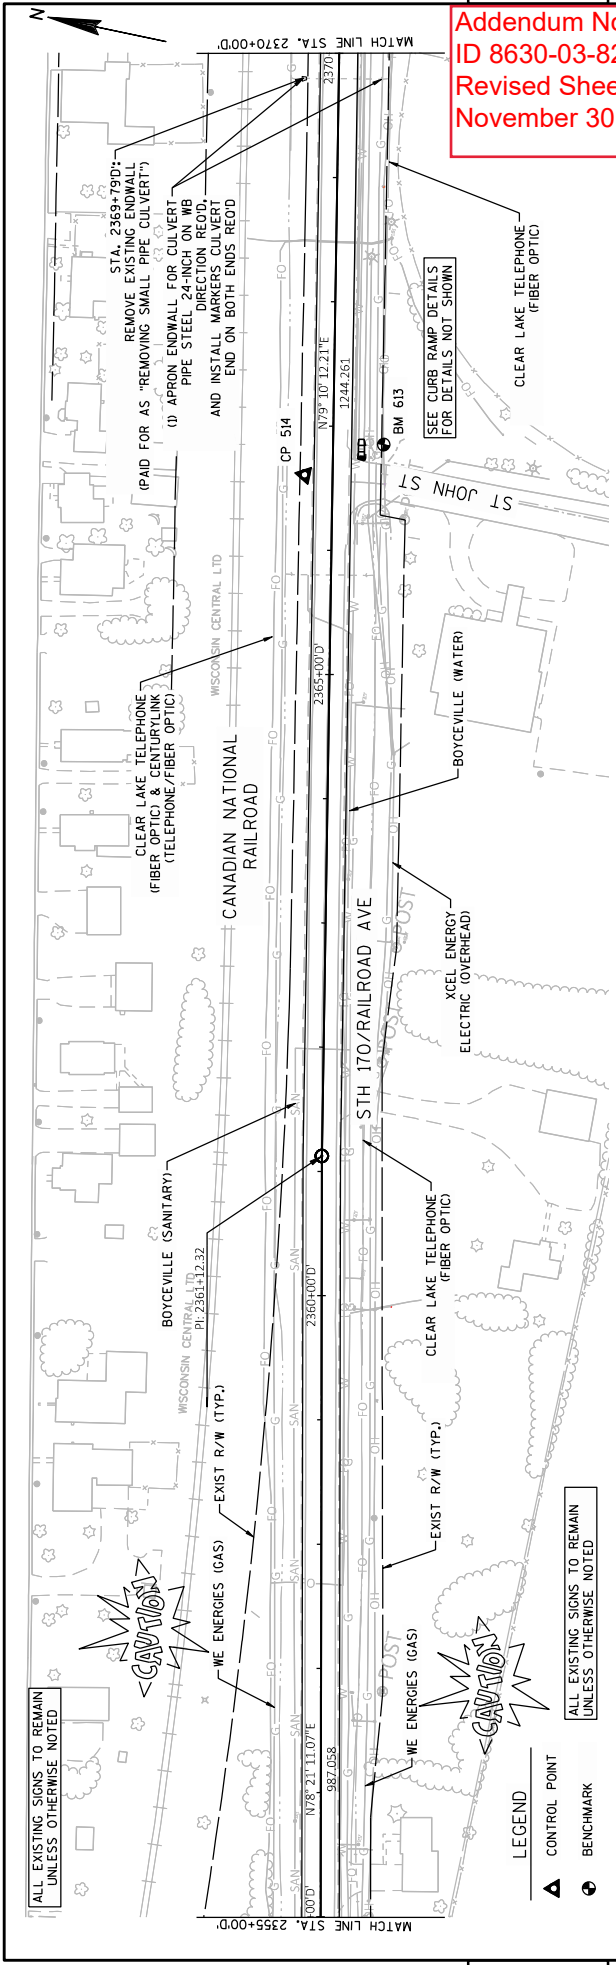 Addendum No
ID 8630-03-82
Revised Shee
November 30
N
MATCH LINE STA. 2370+00'D'
STA. 2369+79'D':
REMOVE EXISTING ENDWALL
(PAID FOR AS "REMOVING SMALL PIPE CULVERT")
(1) APRON ENDWALL FOR CULVERT
PIPE STEEL 24-INCH ON WB
DIRECTION REQ'D,
AND INSTALL MARKERS CULVERT
END ON BOTH ENDS REQ'D
2370
CLEAR LAKE TELEPHONE
(FIBER OPTIC)
SEE CURB RAMP DETAILS
FOR DETAILS NOT SHOWN
N79° 10' 12.21"E
1244.261
CP 514
BM 613
ST JOHN ST
WISCONSIN CENTRAL LTD
2365+00'D'
CLEAR LAKE TELEPHONE
(FIBER OPTIC) & CENTURYLINK
(TELEPHONE/FIBER OPTIC)
CANADIAN NATIONAL
RAILROAD
BOYCEVILLE (WATER)
STH 170/RAILROAD AVE
XCEL ENERGY
ELECTRIC (OVERHEAD)
POST
POST
BOYCEVILLE (SANITARY)
PI: 2361+12.32
WISCONSIN CENTRAL LTD
2360+00'D'
CLEAR LAKE TELEPHONE
(FIBER OPTIC)
EXIST R/W (TYP.)
EXIST R/W (TYP.)
WE ENERGIES (GAS)
WE ENERGIES (GAS)
<CAUTION>
<CAUTION>
POST
SAN
SAN
SAN
SAN
ALL EXISTING SIGNS TO REMAIN
UNLESS OTHERWISE NOTED
ALL EXISTING SIGNS TO REMAIN
UNLESS OTHERWISE NOTED
N78° 21' 11.07"E
987.058
+00'D'
MATCH LINE STA. 2355+00'D'
LEGEND
CONTROL POINT
BENCHMARK